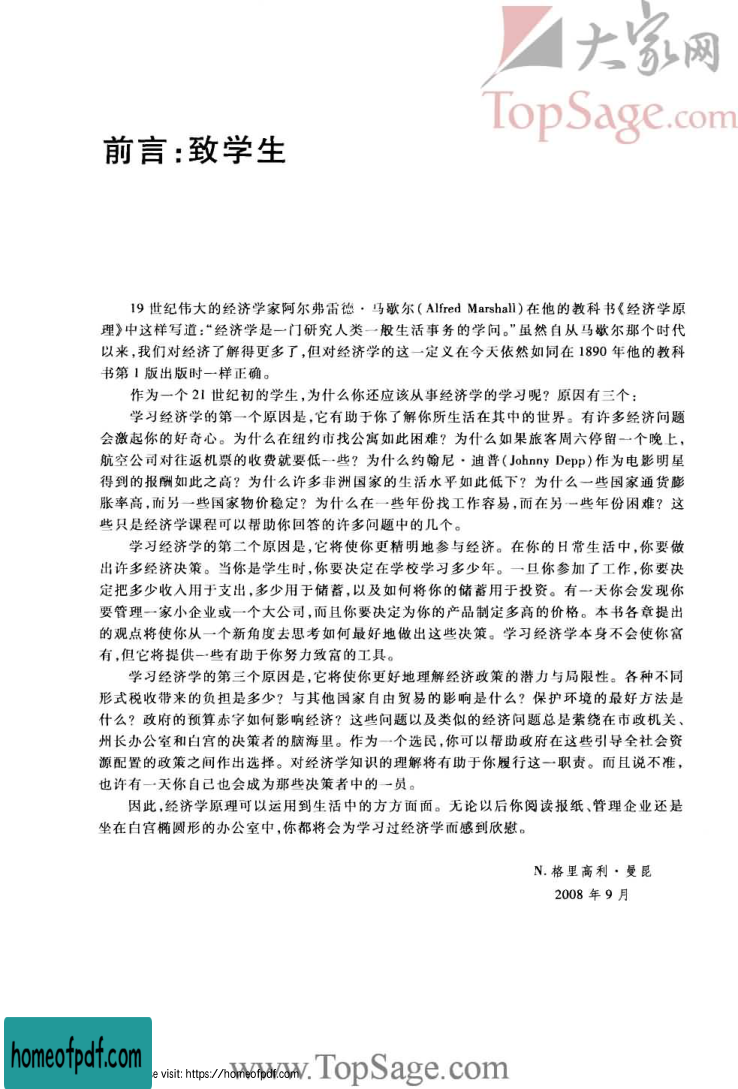 大家网
TopSage.com
前言:致学生
19 世纪伟大的经济学家阿尔弗雷德·马歇尔(Alfred Marshall)在他的教科书《经济学原
理》中这样写道:“经济学是一门研究人类一般生活事务的学问。”虽然自从马歇尔那个时代
以来,我们对经济了解得更多了,但对经济学的这一定义在今天依然如同在 1890 年他的教科
书第 1 版出版时一样正确。
作为一个 21 世纪初的学生,为什么你还应该从事经济学的学习呢? 原因有三个:
学习经济学的第一个原因是,它有助于你了解你所生活在其中的世界。有许多经济问题
会激起你的好奇心。为什么在纽约市找公寓如此困难? 为什么如果旅客周六停留一个晚上,
航空公司对往返机票的收费就要低一些? 为什么约翰尼·迪普(Johnny Depp)作为电影明星
得到的报酬如此之高? 为什么许多非洲国家的生活水平如此低下? 为什么一些国家通货膨
胀率高,而另一些国家物价稳定? 为什么在一些年份找工作容易,而在另一些年份困难? 这
些只是经济学课程可以帮助你回答的许多问题中的几个。
学习经济学的第二个原因是,它将使你更精明地参与经济。在你的日常生活中,你要做
出许多经济决策。当你是学生时,你要决定在学校学习多少年。一旦你参加了工作,你要决
定把多少收入用于支出,多少用于储蓄,以及如何将你的储蓄用于投资。有一天你会发现你
要管理一家小企业或一个大公司,而且你要决定为你的产品制定多高的价格。本书各章提出
的观点将使你从一个新角度去思考如何最好地做出这些决策。学习经济学本身不会使你富
有,但它将提供一些有助于你努力致富的工具。
学习经济学的第三个原因是,它将使你更好地理解经济政策的潜力与局限性。各种不同
形式税收带来的负担是多少? 与其他国家自由贸易的影响是什么? 保护环境的最好方法是
什么? 政府的预算赤字如何影响经济? 这些问题以及类似的经济问题总是萦绕在市政机关、
州长办公室和白宫的决策者的脑海里。作为一个选民,你可以帮助政府在这些引导全社会资
源配置的政策之间作出选择。对经济学知识的理解将有助于你履行这一职责。而且说不准,
也许有一天你自己也会成为那些决策者中的一员。
因此,经济学原理可以运用到生活中的方方面面。无论以后你阅读报纸、管理企业还是
坐在白宫椭圆形的办公室中,你都将会为学习过经济学而感到欣慰。
N. 格里高利·曼昆
2008 年 9 月
homeofpdf.com
e visit: https://homeofpdf.com
www.TopSage.com